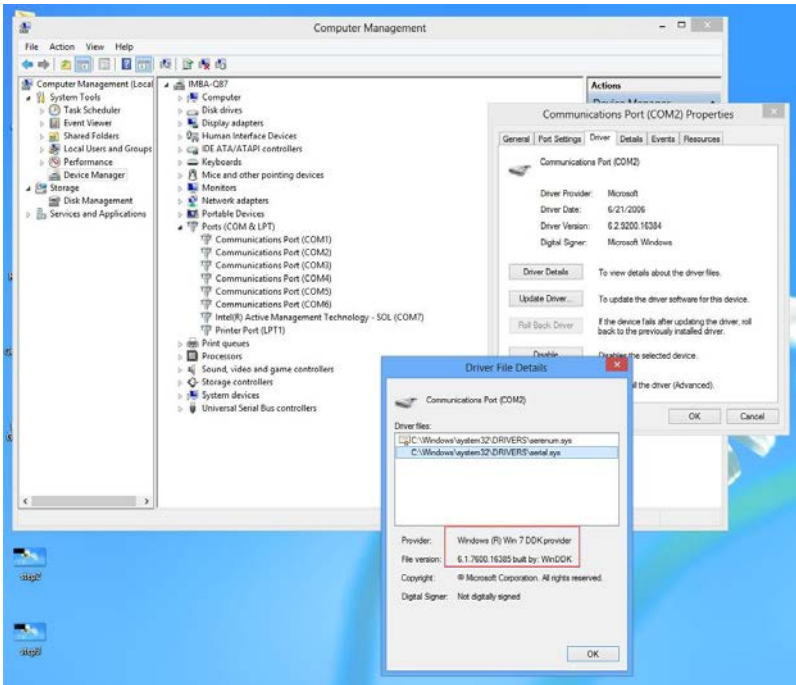 Computer Management
File Action View Help
Computer Management (Local
System Tools
Task Scheduler
Event Viewer
Shared Folders
Local Users and Groups
Performance
Device Manager
Storage
Disk Management
Services and Applications
IMBA-Q87
Computer
Disk drives
Display adapters
Human Interface Devices
IDE ATA/ATAPI controllers
Keyboards
Mice and other pointing devices
Monitors
Network adapters
Portable Devices
Ports (COM & LPT)
Communications Port (COM1)
Communications Port (COM2)
Communications Port (COM3)
Communications Port (COM4)
Communications Port (COM5)
Communications Port (COM6)
Intel(R) Active Management Technology - SOL (COM7)
Printer Port (LPT1)
Print queues
Processors
Sound, video and game controllers
Storage controllers
System devices
Universal Serial Bus controllers
Actions
Device Manager
Communications Port (COM2) Properties
General Port Settings Driver Details Events Resources
Communications Port (COM2)
Driver Provider: Microsoft
Driver Date: 6/21/2006
Driver Version: 6.2.9200.16384
Digital Signer: Microsoft Windows
Driver Details To view details about the driver files.
Update Driver... To update the driver software for this device.
Roll Back Driver If the device fails after updating the driver, roll
back to the previously installed driver.
Disable Disables the selected device.
all the driver (Advanced).
OK Cancel
Driver File Details
Communications Port (COM2)
Driver files:
C:\Windows\system32\DRIVERS\serenum.sys
C:\Windows\system32\DRIVERS\serial.sys
Provider: Windows (R) Win 7 DDK provider
File version: 6.1.7600.16385 built by: WinDDK
Copyright: © Microsoft Corporation. All rights reserved.
Digital Signer: Not digitally signed
OK
step2
step3